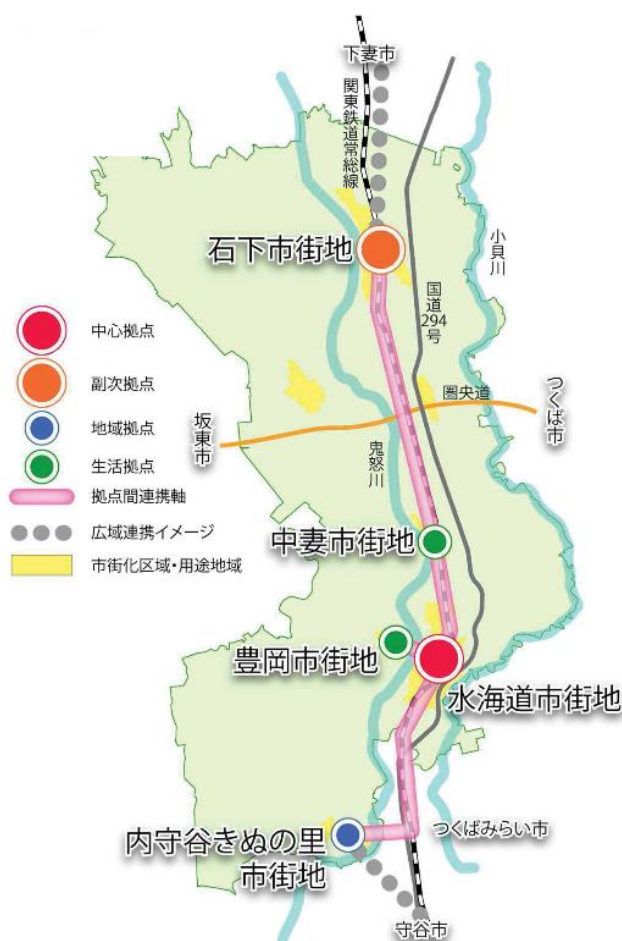 下妻市
関東鉄道常総線
石下市街地
小貝川
国道
294
号
中心拠点
副次拠点
地域拠点
生活拠点
拠点間連携軸
広域連携イメージ
市街化区域・用途地域
圏央道
つくば市
坂東市
鬼怒川
中妻市街地
豊岡市街地
水海道市街地
内守谷きぬの里
市街地
つくばみらい市
守谷市